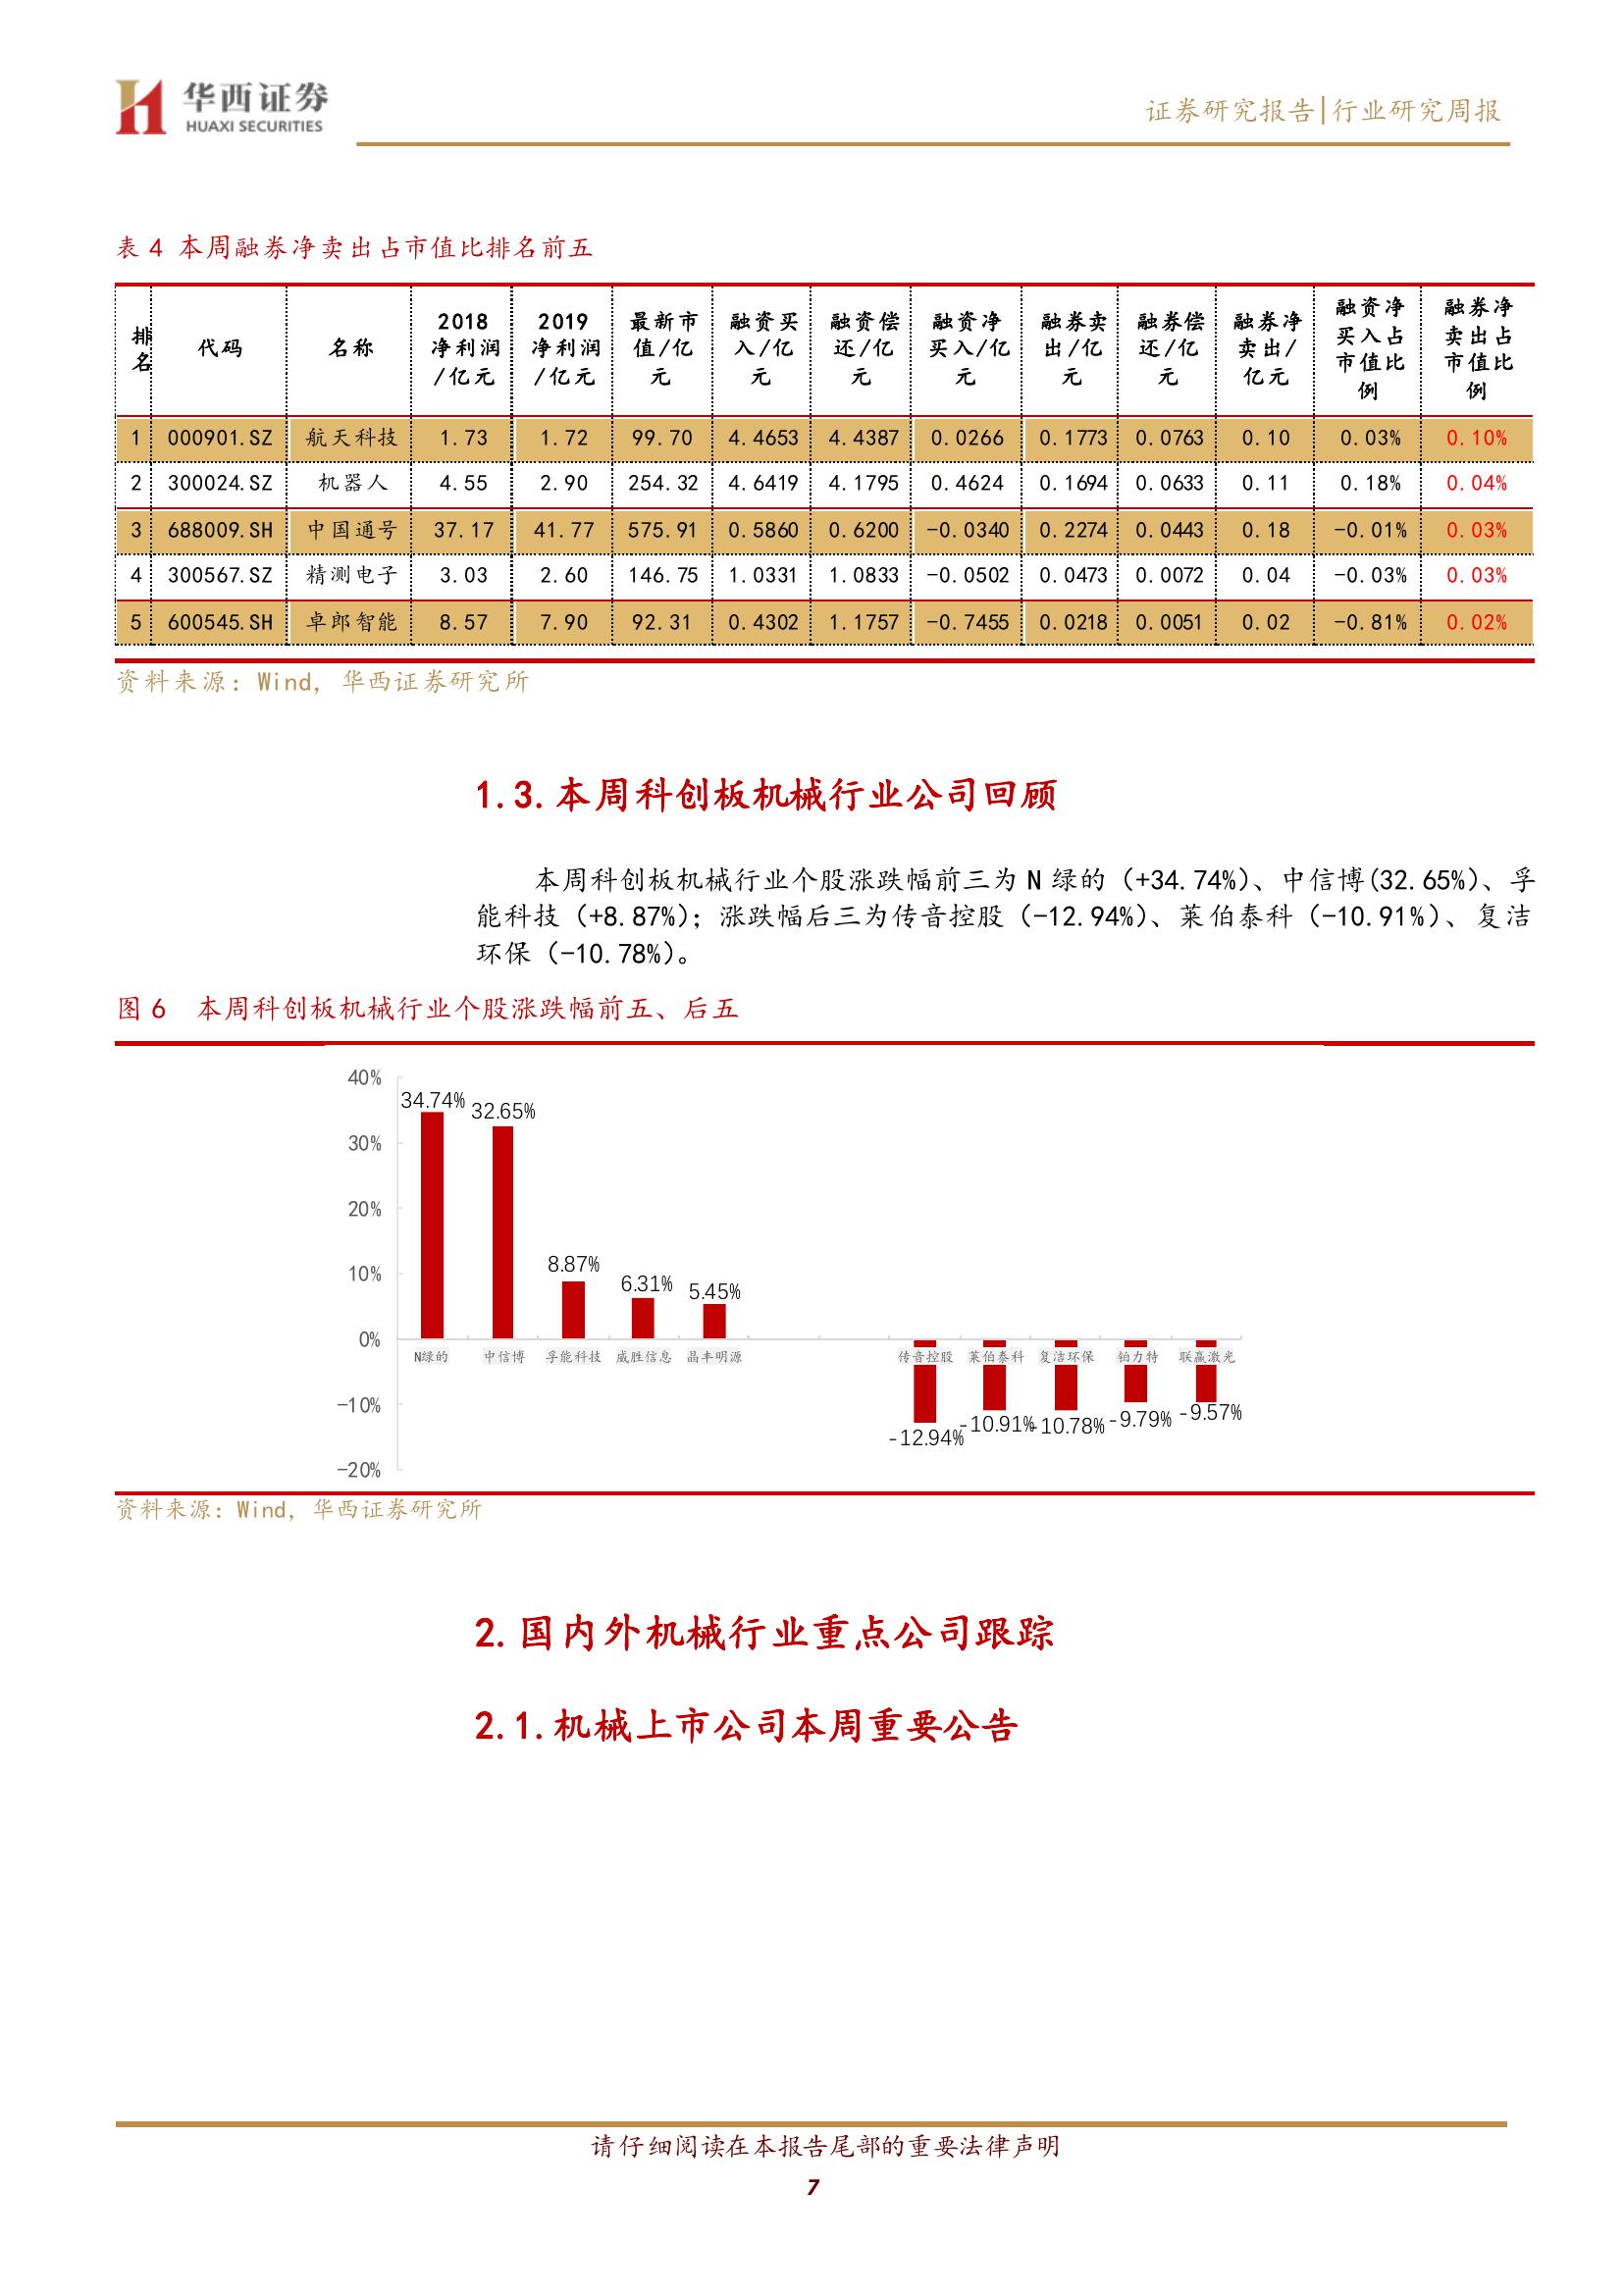 华西证券
HUAXI SECURITIES
证券研究报告|行业研究周报
表 4 本周融券净卖出占市值比排名前五
排名 代码 名称 2018净利润/亿元 2019净利润/亿元 最新市值/亿元 融资买入/亿元 融资偿还/亿元 融资净买入/亿元 融券卖出/亿元 融券偿还/亿元 融券净卖出/亿元 融资净买入占市值比例 融券净卖出占市值比例
1 000901.SZ 航天科技 1.73 1.72 99.70 4.4653 4.4387 0.0266 0.1773 0.0763 0.10 0.03% 0.10%
2 300024.SZ 机器人 4.55 2.90 254.32 4.6419 4.1795 0.4624 0.1694 0.0633 0.11 0.18% 0.04%
3 688009.SH 中国通号 37.17 41.77 575.91 0.5860 0.6200 -0.0340 0.2274 0.0443 0.18 -0.01% 0.03%
4 300567.SZ 精测电子 3.03 2.60 146.75 1.0331 1.0833 -0.0502 0.0473 0.0072 0.04 -0.03% 0.03%
5 600545.SH 卓郎智能 8.57 7.90 92.31 0.4302 1.1757 -0.7455 0.0218 0.0051 0.02 -0.81% 0.02%
资料来源：Wind，华西证券研究所
1.3.本周科创板机械行业公司回顾
本周科创板机械行业个股涨跌幅前三为 N 绿的（+34.74%)、中信博(32.65%)、孚
能科技（+8.87%)；涨跌幅后三为传音控股（-12.94%)、莱伯泰科（-10.91%)、复洁
环保（-10.78%)。
图 6 本周科创板机械行业个股涨跌幅前五、后五
40%
30%
20%
10%
0%
-10%
-20%
34.74% 32.65% 8.87% 6.31% 5.45%
N绿的 中信博 孚能科技 威胜信息 晶丰明源 传音控股 莱伯泰科 复洁环保 铂力特 联赢激光
-12.94% -10.91% -10.78% -9.79% -9.57%
资料来源：Wind，华西证券研究所
2.国内外机械行业重点公司跟踪
2.1.机械上市公司本周重要公告
请仔细阅读在本报告尾部的重要法律声明
7